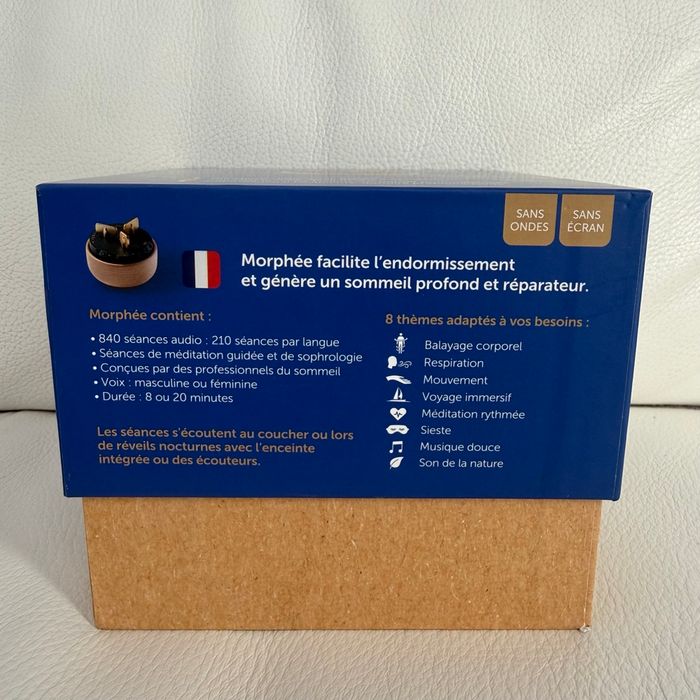 SANS
ONDES
SANS
ÉCRAN
Morphée facilite l'endormissement
et génère un sommeil profond et réparateur.
Morphée contient :
• 840 séances audio : 210 séances par langue
• Séances de méditation guidée et de sophrologie
• Conçues par des professionnels du sommeil
• Voix : masculine ou féminine
• Durée : 8 ou 20 minutes
Les séances s'écoutent au coucher ou lors
de réveils nocturnes avec l'enceinte
intégrée ou des écouteurs.
8 thèmes adaptés à vos besoins :
Balayage corporel
Respiration
Mouvement
Voyage immersif
Méditation rythmée
Sieste
Musique douce
Son de la nature